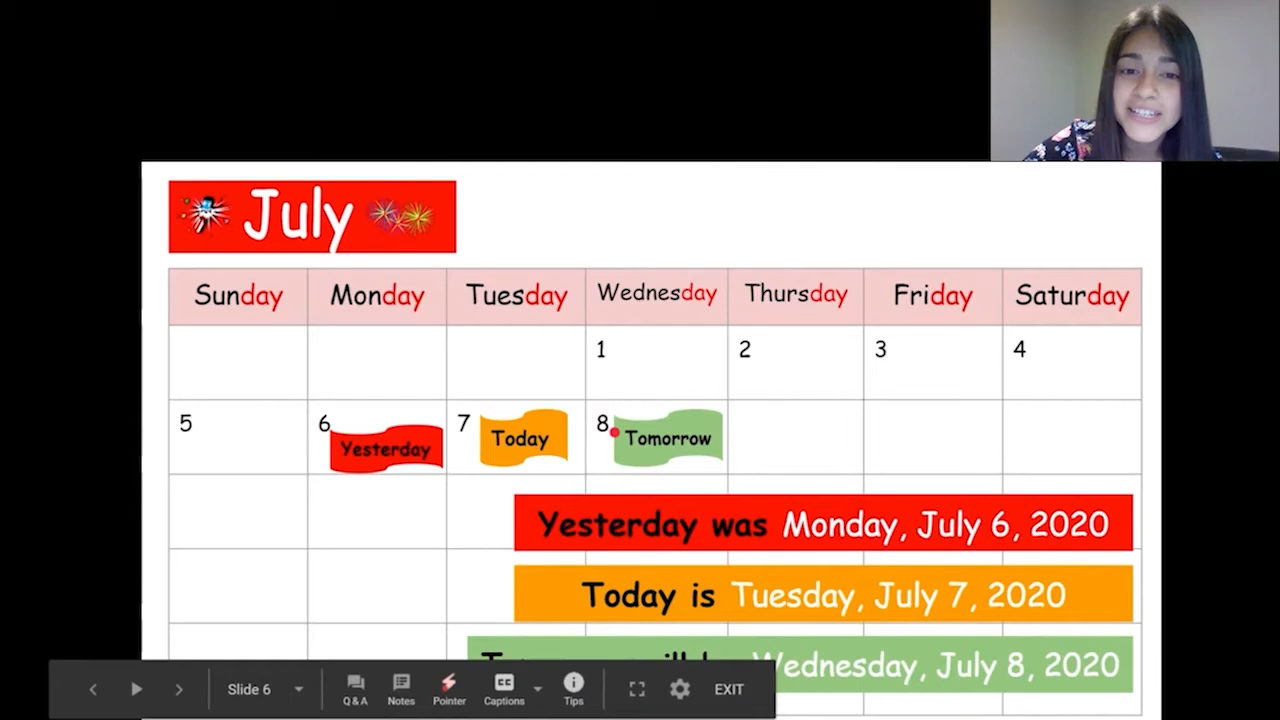 July
Sunday Monday Tuesday Wednesday Thursday Friday Saturday
1 2 3 4
5 6 Yesterday 7 Today 8 Tomorrow
Yesterday was Monday, July 6, 2020
Today is Tuesday, July 7, 2020
Wednesday, July 8, 2020
Slide 6 Q & A Notes Pointer CC Captions Tips EXIT